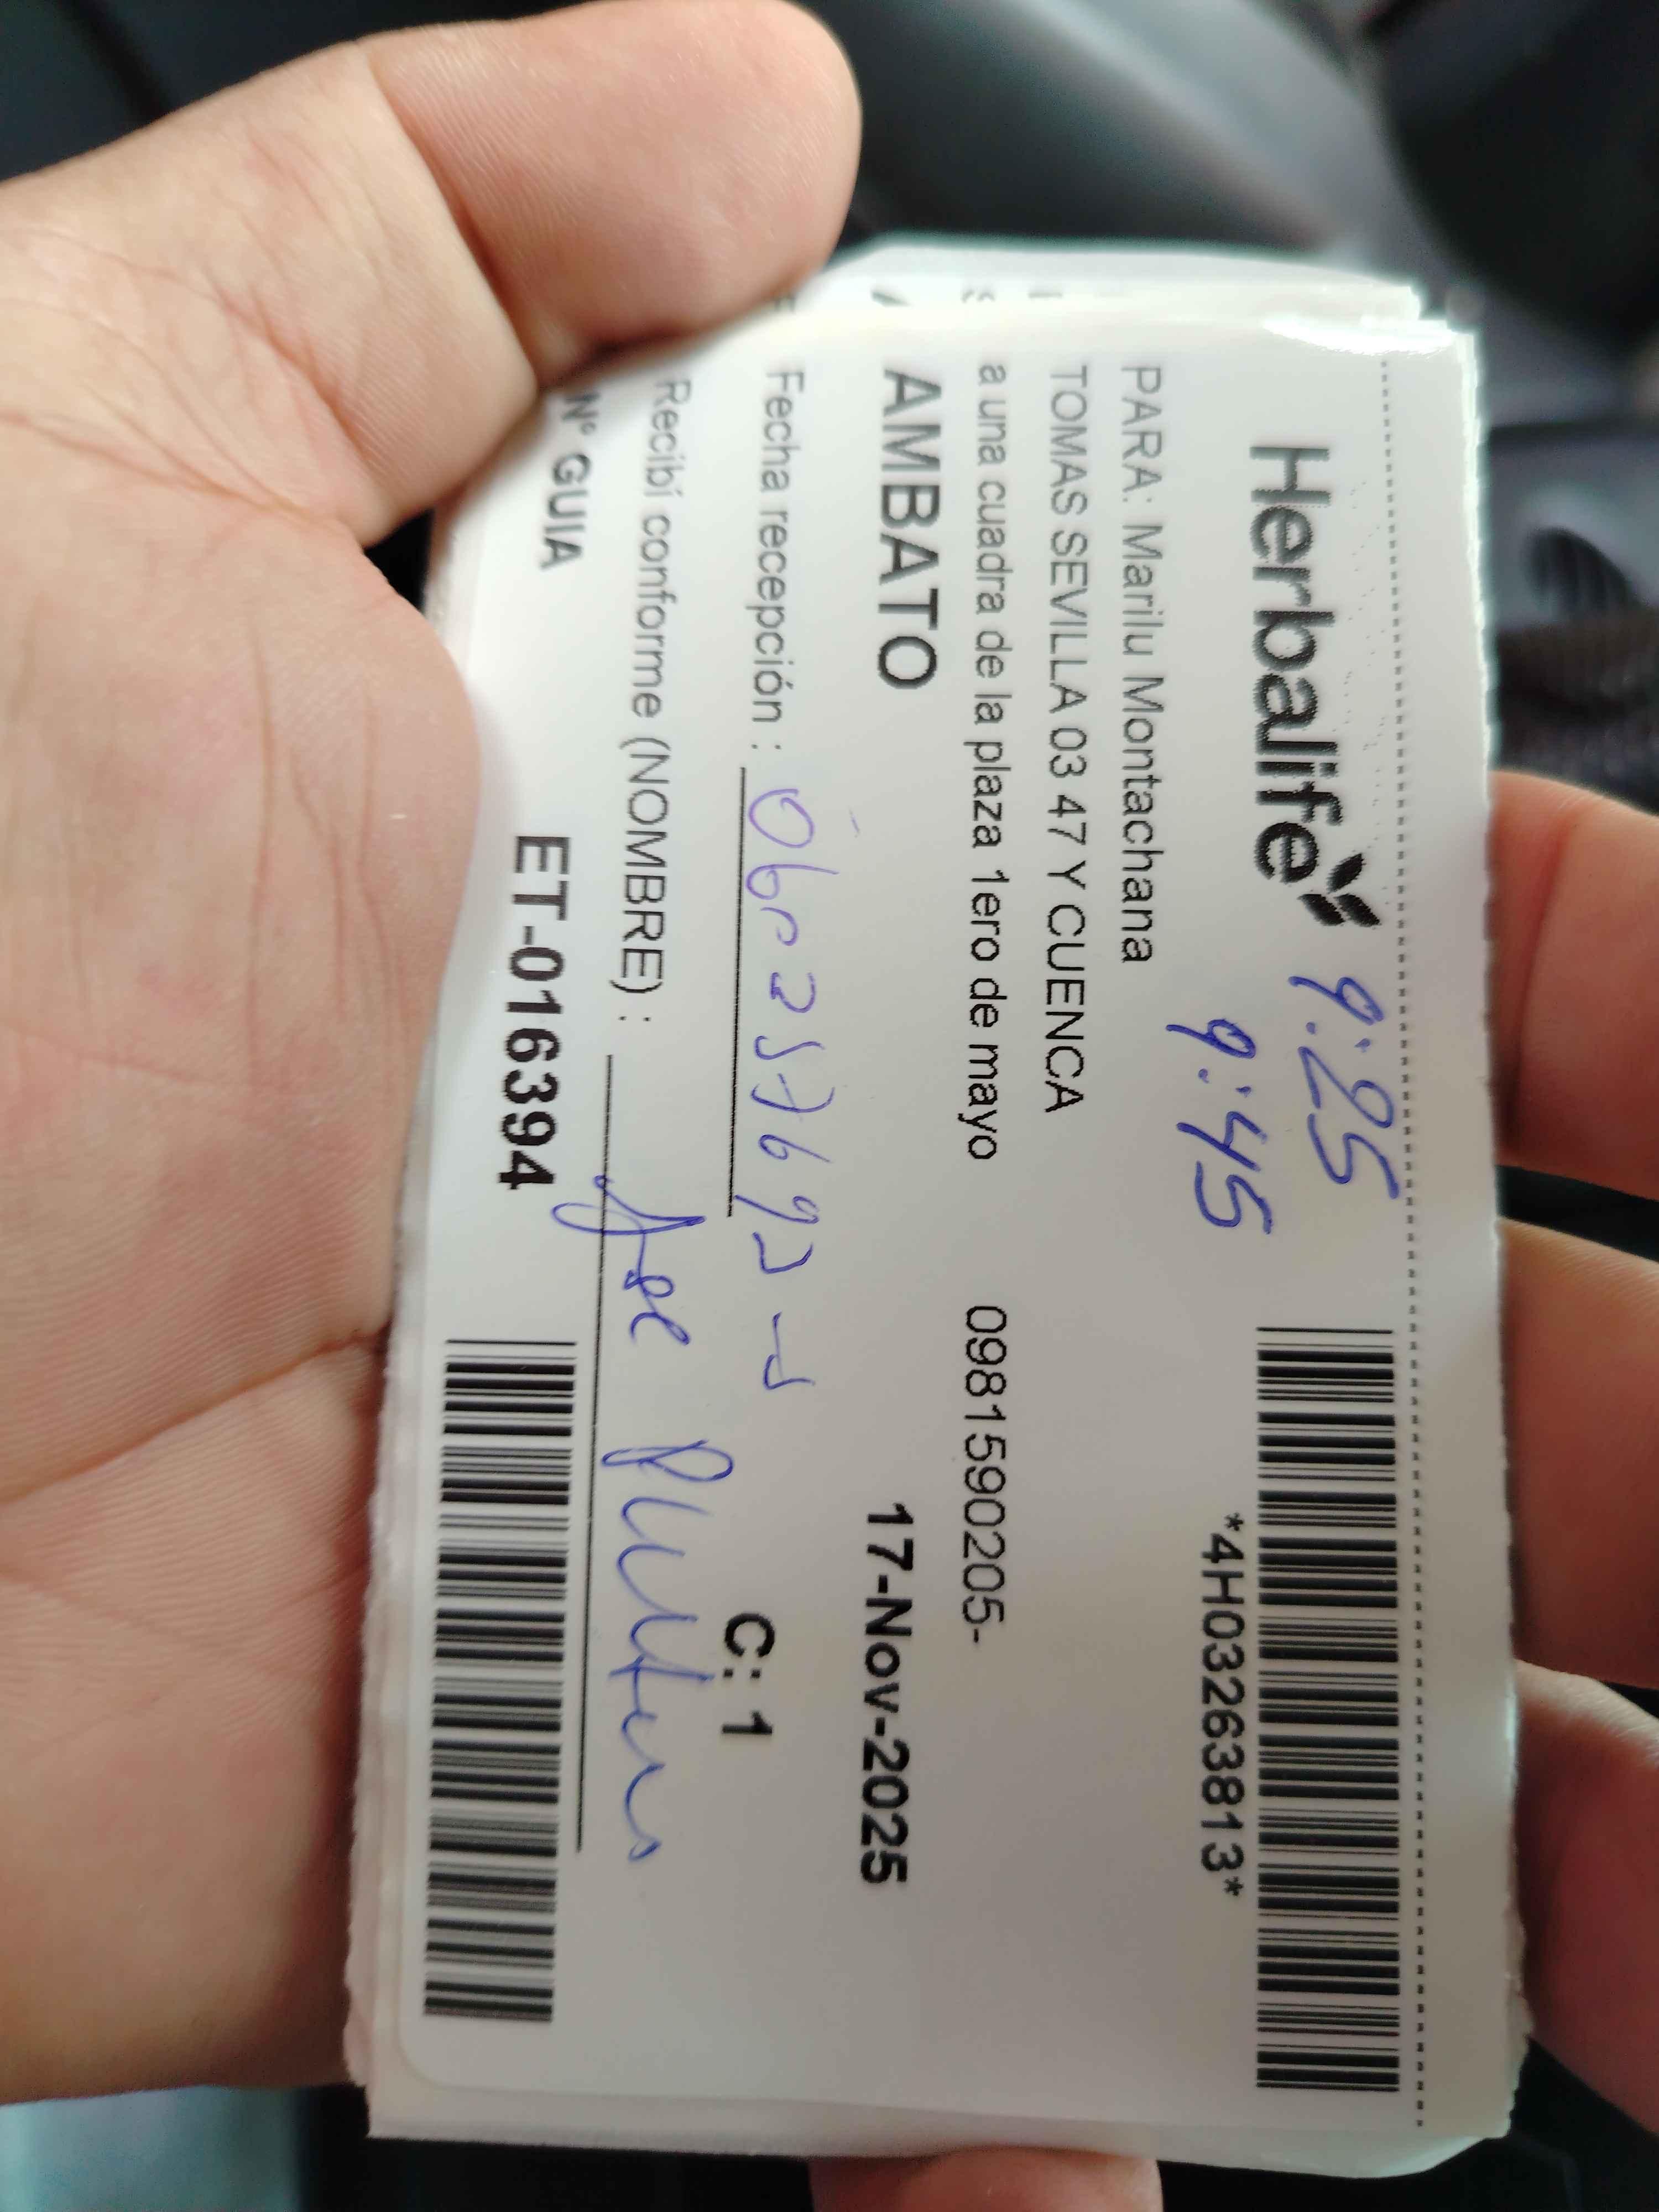 Herbalife 9:25
9:45
*4H03263813*
PARA: Marilu Montachana
TOMAS SEVILLA 03 47 Y CUENCA
a una cuadra de la plaza 1ero de mayo 0981590205-
AMBATO 17-Nov-2025
Fecha recepción :
C: 1
Recibí conforme (NOMBRE) : Jose
Nº GUIA ET-016394